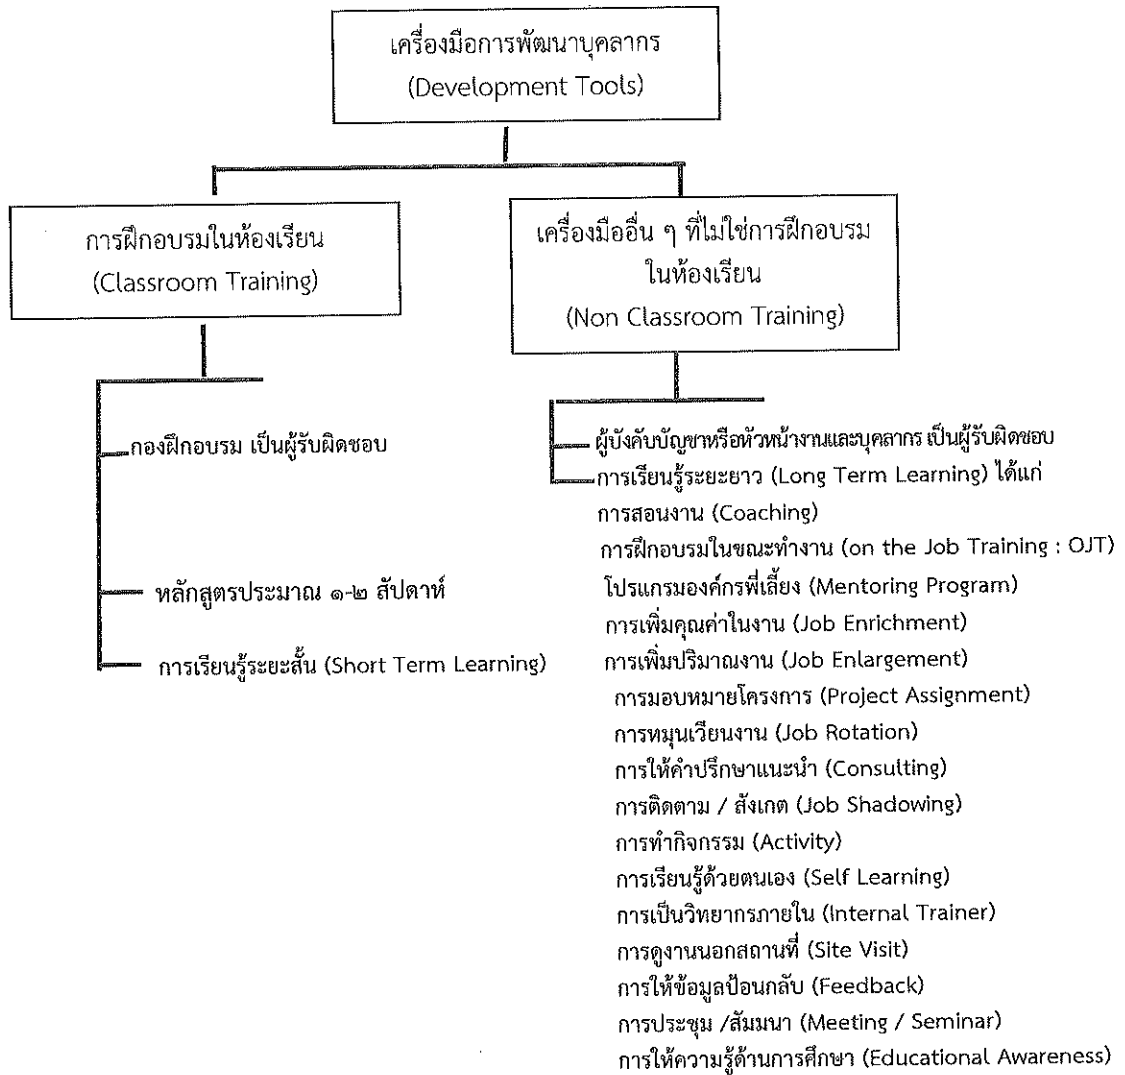 เครื่องมือการพัฒนาบุคลากร
(Development Tools)
การฝึกอบรมในห้องเรียน
(Classroom Training)
เครื่องมืออื่น ๆ ที่ไม่ใช่การฝึกอบรม
ในห้องเรียน
(Non Classroom Training)
กองฝึกอบรม เป็นผู้รับผิดชอบ
หลักสูตรประมาณ ๑-๒ สัปดาห์
การเรียนรู้ระยะสั้น (Short Term Learning)
ผู้บังคับบัญชาหรือหัวหน้างานและบุคลากร เป็นผู้รับผิดชอบ
การเรียนรู้ระยะยาว (Long Term Learning) ได้แก่
การสอนงาน (Coaching)
การฝึกอบรมในขณะทำงาน (on the Job Training : OJT)
โปรแกรมองค์กรพี่เลี้ยง (Mentoring Program)
การเพิ่มคุณค่าในงาน (Job Enrichment)
การเพิ่มปริมาณงาน (Job Enlargement)
การมอบหมายโครงการ (Project Assignment)
การหมุนเวียนงาน (Job Rotation)
การให้คำปรึกษาแนะนำ (Consulting)
การติดตาม / สังเกต (Job Shadowing)
การทำกิจกรรม (Activity)
การเรียนรู้ด้วยตนเอง (Self Learning)
การเป็นวิทยากรภายใน (Internal Trainer)
การดูงานนอกสถานที่ (Site Visit)
การให้ข้อมูลป้อนกลับ (Feedback)
การประชุม /สัมมนา (Meeting / Seminar)
การให้ความรู้ด้านการศึกษา (Educational Awareness)